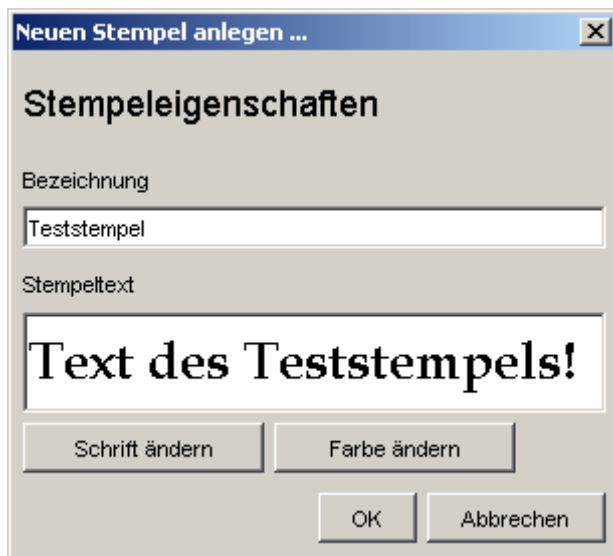 Neuen Stempel anlegen ...
Stempeleigenschaften
Bezeichnung
Teststempel
Stempeltext
Text des Teststempels!
Schrift ändern Farbe ändern
OK Abbrechen